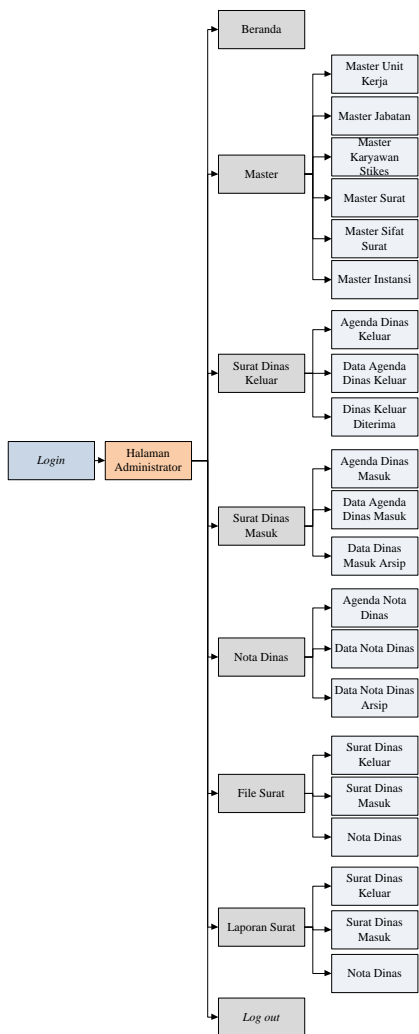 Login
Halaman
Administrator
Beranda
Master
Master Unit
Kerja
Master Jabatan
Master
Karyawan
Stikes
Master Surat
Master Sifat
Surat
Master Instansi
Surat Dinas
Keluar
Agenda Dinas
Keluar
Data Agenda
Dinas Keluar
Dinas Keluar
Diterima
Surat Dinas
Masuk
Agenda Dinas
Masuk
Data Agenda
Dinas Masuk
Data Dinas
Masuk Arsip
Nota Dinas
Agenda Nota
Dinas
Data Nota Dinas
Data Nota Dinas
Arsip
File Surat
Surat Dinas
Keluar
Surat Dinas
Masuk
Nota Dinas
Laporan Surat
Surat Dinas
Keluar
Surat Dinas
Masuk
Nota Dinas
Log out